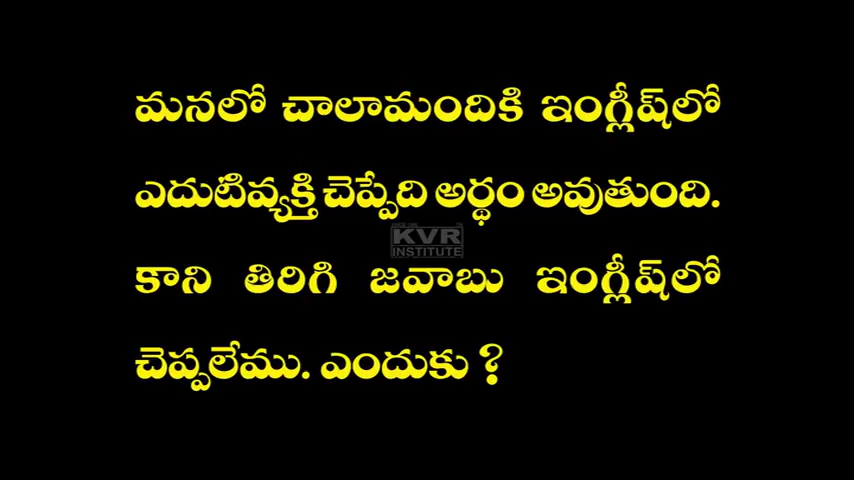 మనలో చాలామందికి ఇంగ్లీష్‌లో
ఎదుటివ్యక్తి చెప్పేది అర్థం అవుతుంది.
KVR
INSTITUTE
కాని తిరిగి జవాబు ఇంగ్లీష్‌లో
చెప్పలేము. ఎందుకు ?